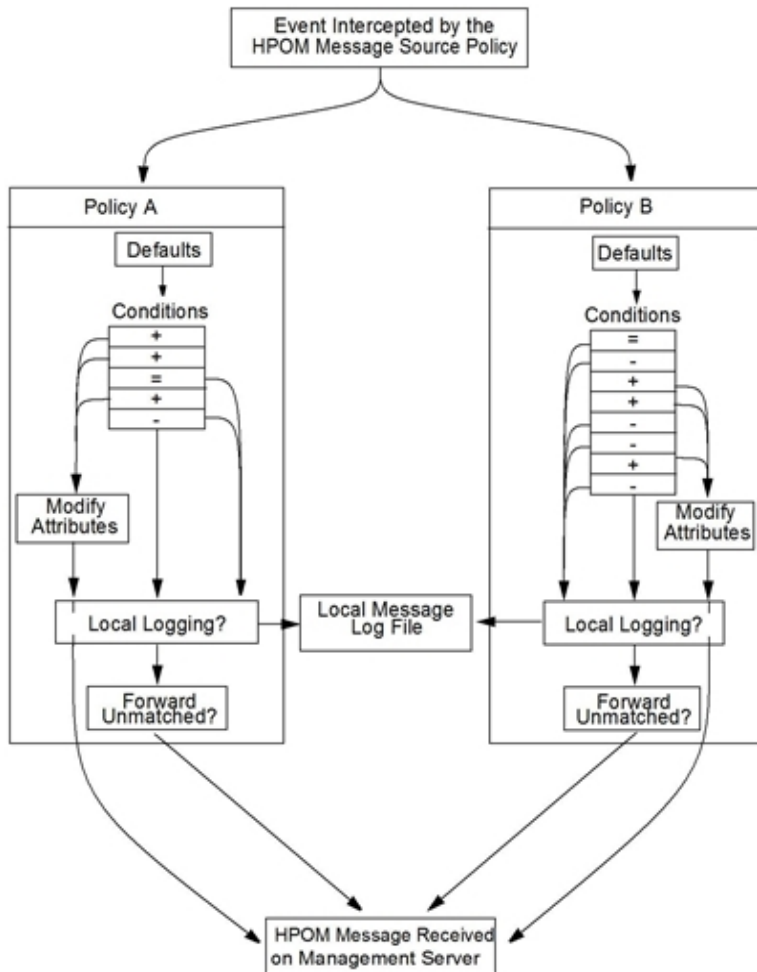 Event Intercepted by the
HPOM Message Source Policy
Policy A
Defaults
Conditions
+
+
=
+
-
Modify
Attributes
Local Logging?
Forward
Unmatched?
Local Message
Log File
Policy B
Defaults
Conditions
=
-
+
+
-
-
+
-
Modify
Attributes
Local Logging?
Forward
Unmatched?
HPOM Message Received
on Management Server